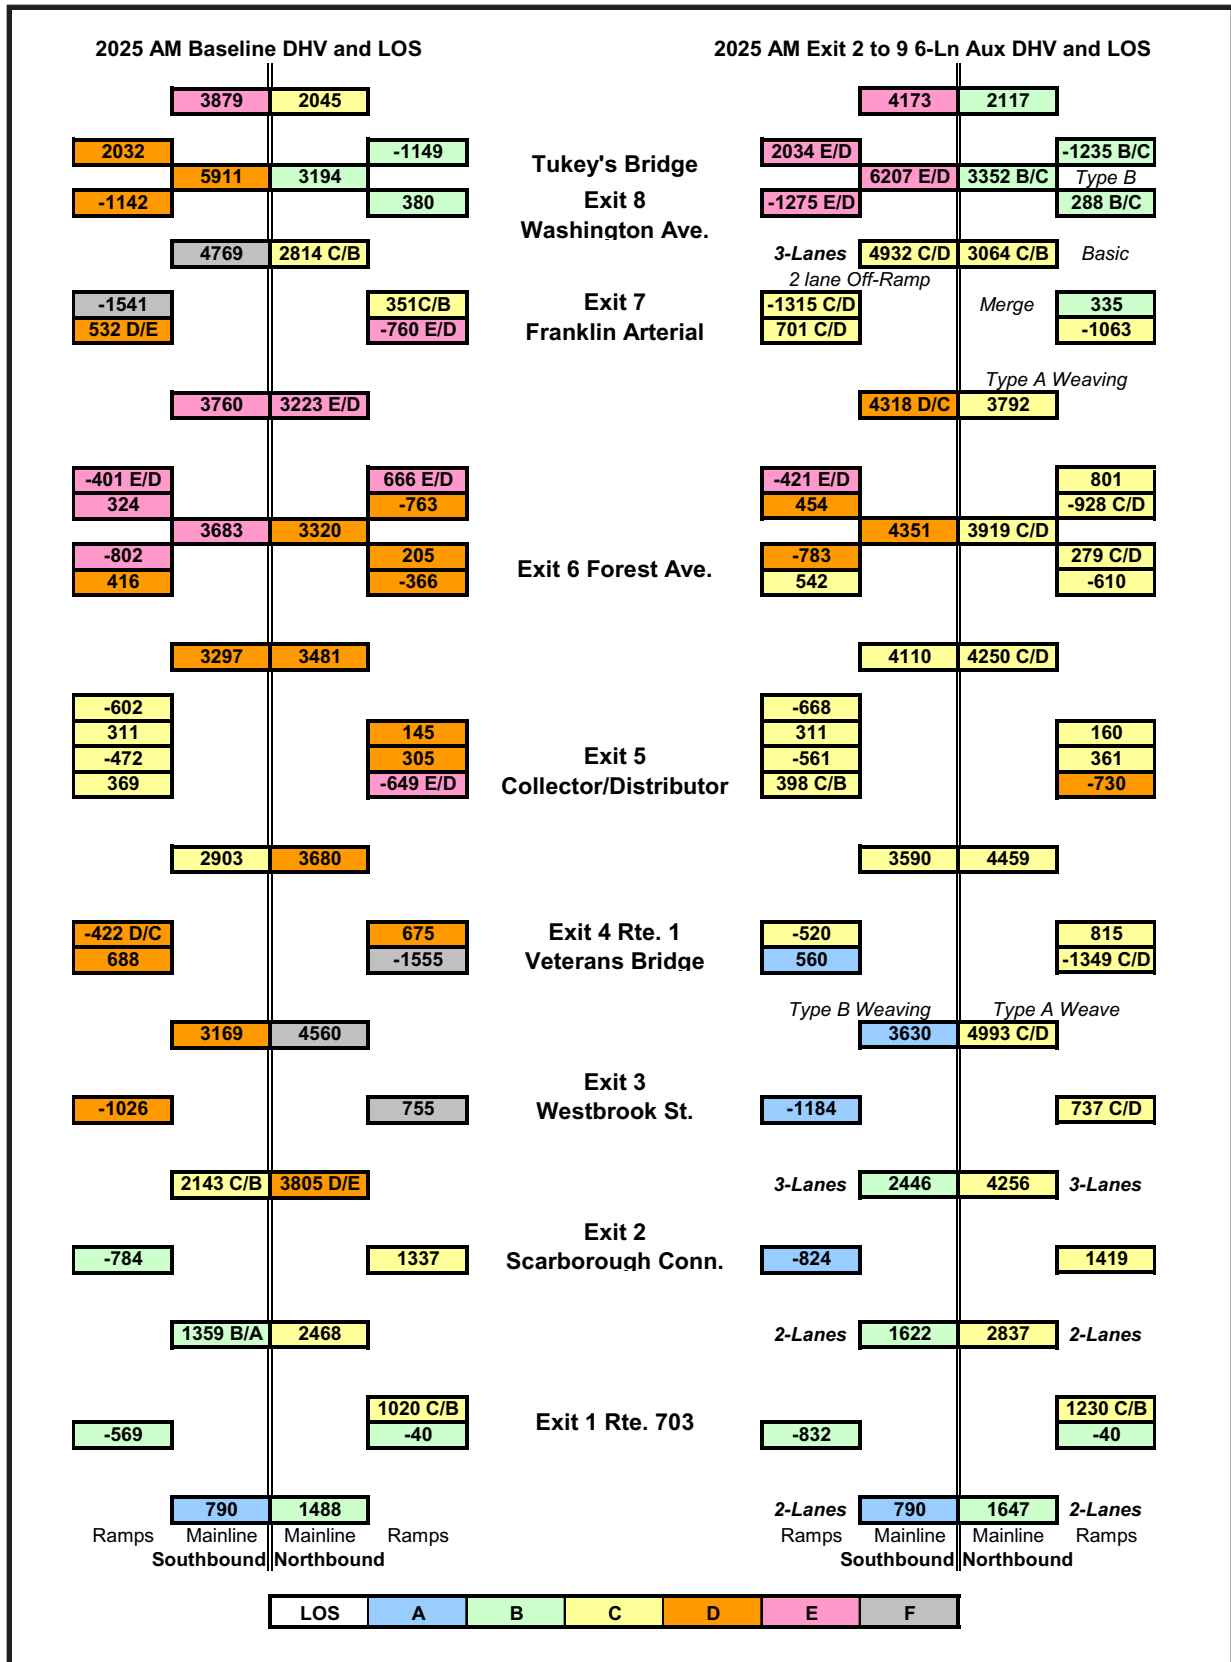 2025 AM Baseline DHV and LOS 2025 AM Exit 2 to 9 6-Ln Aux DHV and LOS
3879 2045 4173 2117
2032 -1149 Tukey's Bridge 2034 E/D -1235 B/C
5911 3194 6207 E/D 3352 B/C Type B
-1142 380 Exit 8 -1275 E/D 288 B/C
Washington Ave.
4769 2814 C/B 3-Lanes 4932 C/D 3064 C/B Basic
2 lane Off-Ramp
-1541 351C/B Exit 7 -1315 C/D Merge 335
532 D/E -760 E/D Franklin Arterial 701 C/D -1063
Type A Weaving
3760 3223 E/D 4318 D/C 3792
-401 E/D 666 E/D -421 E/D 801
324 -763 454 -928 C/D
3683 3320 4351 3919 C/D
-802 205 Exit 6 Forest Ave. -783 279 C/D
416 -366 542 -610
3297 3481 4110 4250 C/D
-602 -668
311 145 311 160
-472 305 Exit 5 -561 361
369 -649 E/D Collector/Distributor 398 C/B -730
2903 3680 3590 4459
-422 D/C 675 Exit 4 Rte. 1 -520 815
688 -1555 Veterans Bridge 560 -1349 C/D
Type B Weaving Type A Weave
3169 4560 3630 4993 C/D
Exit 3
-1026 755 Westbrook St. -1184 737 C/D
2143 C/B 3805 D/E 3-Lanes 2446 4256 3-Lanes
Exit 2
-784 1337 Scarborough Conn. -824 1419
1359 B/A 2468 2-Lanes 1622 2837 2-Lanes
1020 C/B 1230 C/B
-569 -40 Exit 1 Rte. 703 -832 -40
790 1488 2-Lanes 790 1647 2-Lanes
Ramps Mainline Mainline Ramps Ramps Mainline Mainline Ramps
Southbound Northbound Southbound Northbound
LOS A B C D E F